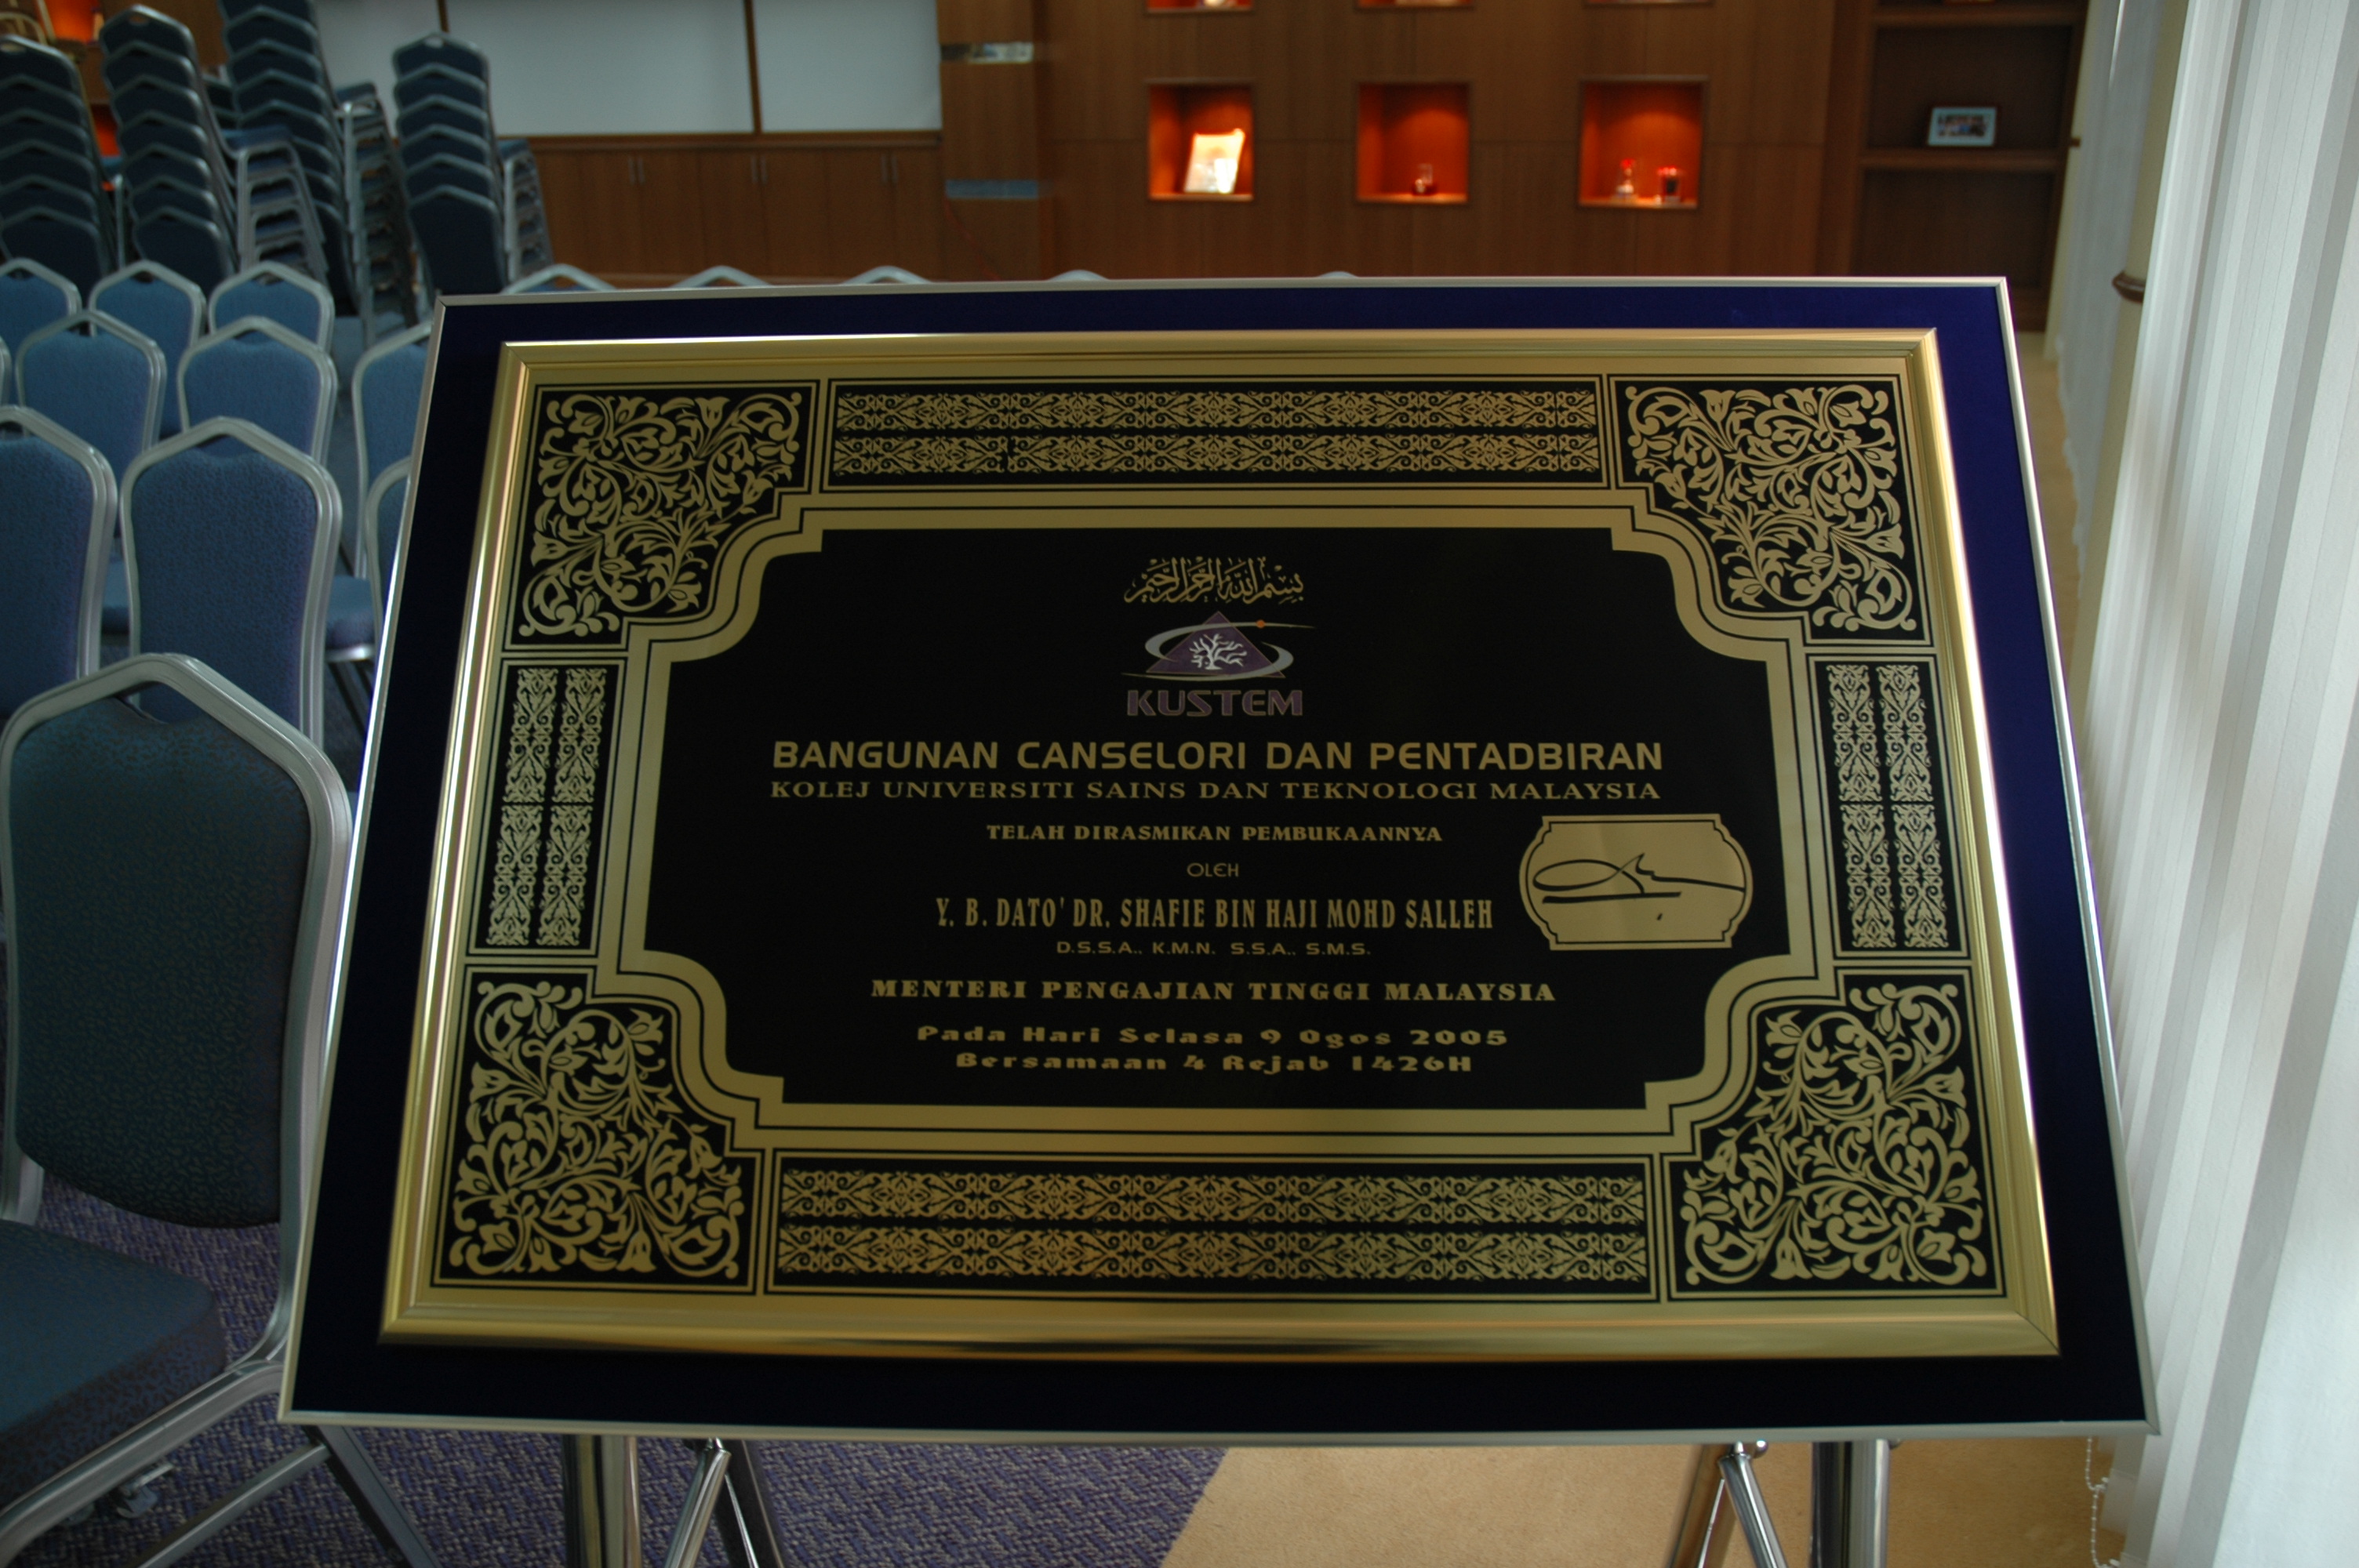 بسم الله الرحمن الرحيم
KUSTEM
BANGUNAN CANSELORI DAN PENTADBIRAN
KOLEJ UNIVERSITI SAINS DAN TEKNOLOGI MALAYSIA
TELAH DIRASMIKAN PEMBUKAANNYA
OLEH
Y. B. DATO' DR. SHAFIE BIN HAJI MOHD SALLEH
D.S.S.A., K.M.N. S.S.A., S.M.S.
MENTERI PENGAJIAN TINGGI MALAYSIA
Pada Hari Selasa 9 Ogos 2005
Bersamaan 4 Rejab 1426H